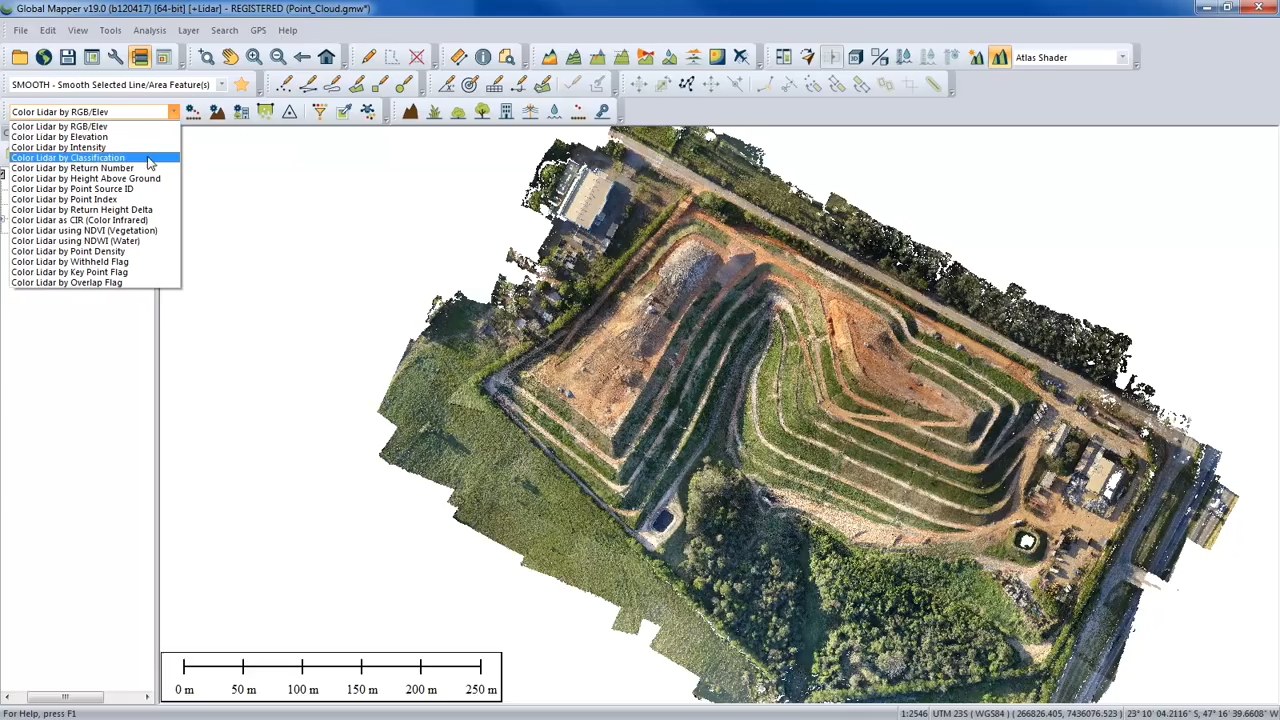 Global Mapper v19.0 (b120417) [64-bit] [+Lidar] - REGISTERED (Point_Cloud.gmw*)
File Edit View Tools Analysis Layer Search GPS Help
Atlas Shader
SMOOTH - Smooth Selected Line/Area Feature(s)
Color Lidar by RGB/Elev
Color Lidar by RGB/Elev
Color Lidar by Elevation
Color Lidar by Intensity
Color Lidar by Classification
Color Lidar by Return Number
Color Lidar by Height Above Ground
Color Lidar by Point Source ID
Color Lidar by Point Index
Color Lidar by Return Height Delta
Color Lidar as CIR (Color Infrared)
Color Lidar using NDVI (Vegetation)
Color Lidar using NDWI (Water)
Color Lidar by Point Density
Color Lidar by Withheld Flag
Color Lidar by Key Point Flag
Color Lidar by Overlap Flag
0 m 50 m 100 m 150 m 200 m 250 m
For Help, press F1
1:2546 UTM 23S ( WGS84 ) ( 266826.405, 7436076.523 ) 23° 10' 04.2116" S, 47° 16' 39.6608" W